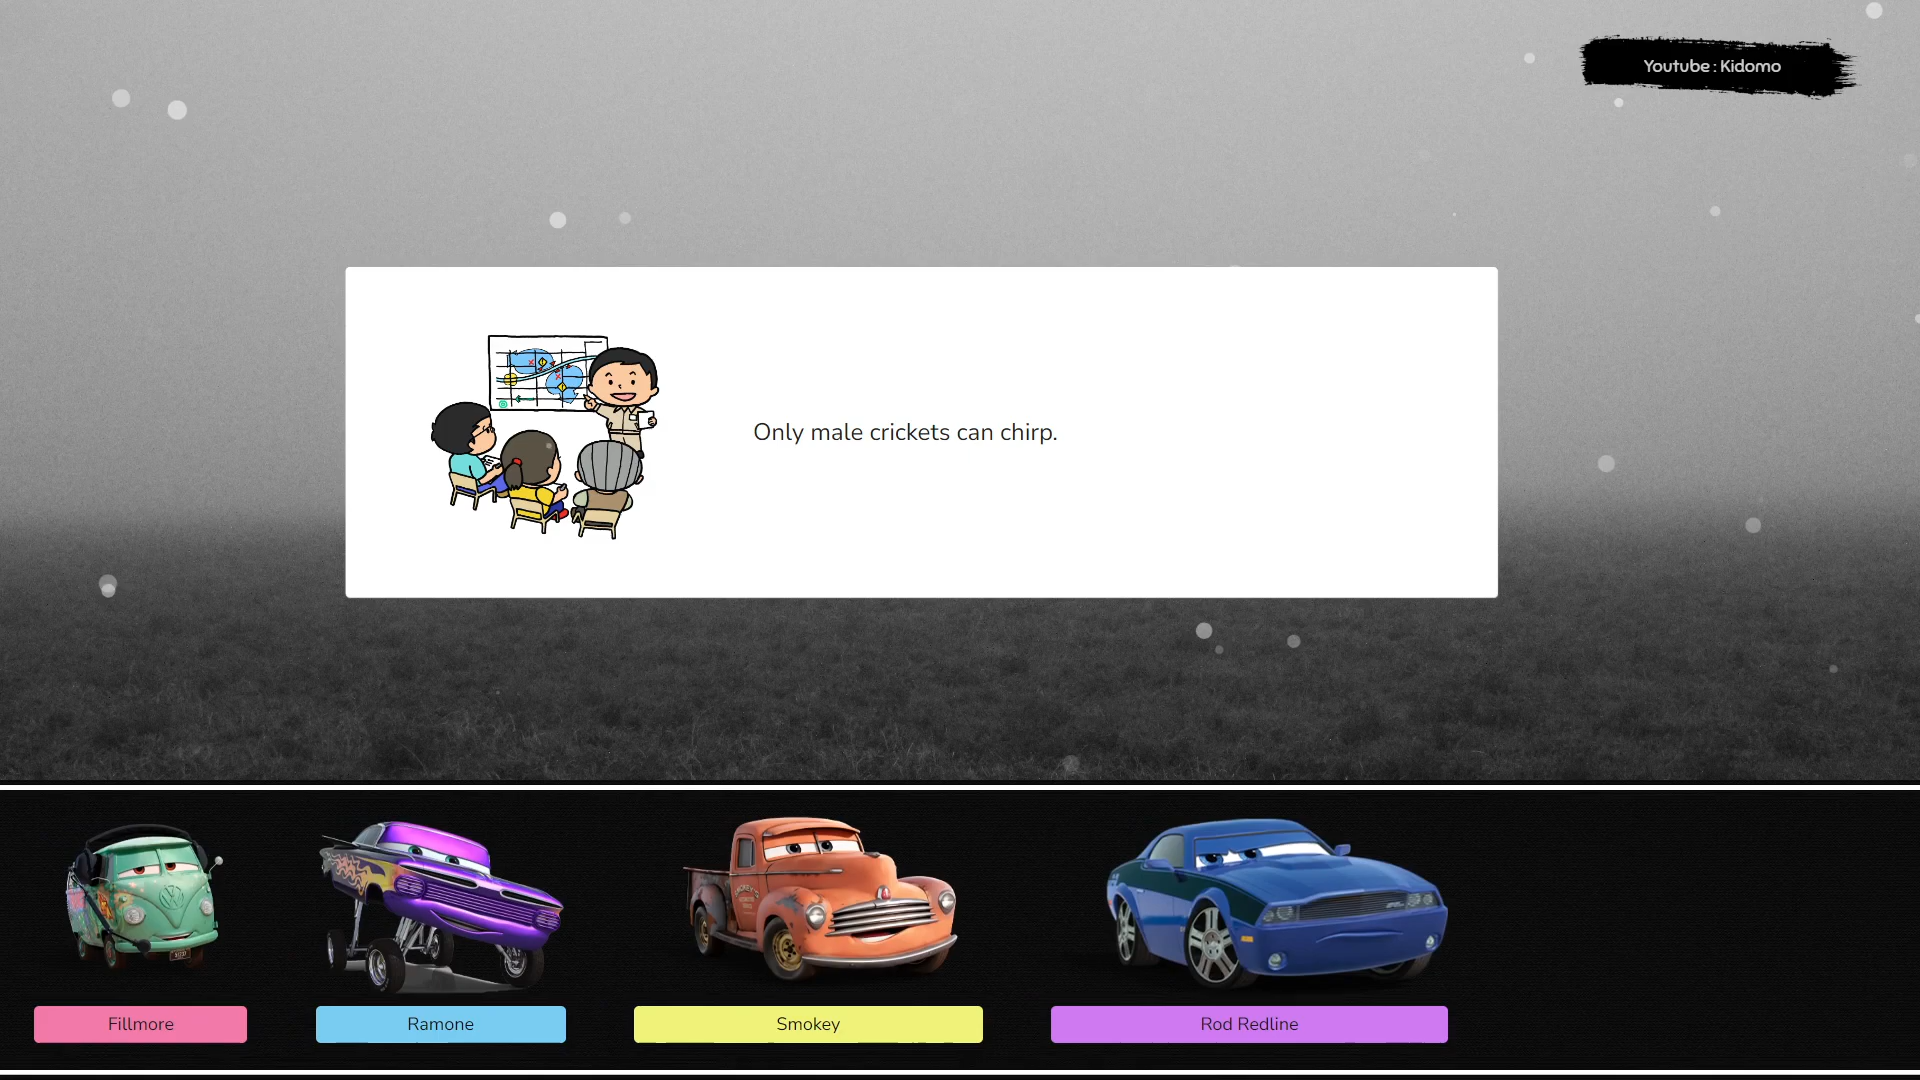 Youtube : Kidomo
Only male crickets can chirp.
Fillmore
Ramone
Smokey
Rod Redline